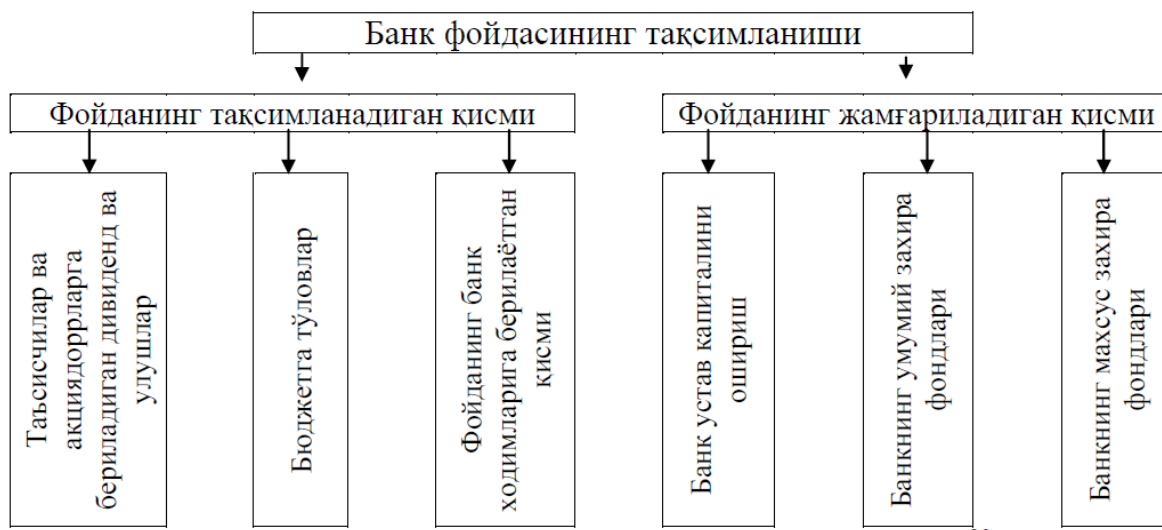 Банк фойдасининг тақсимланиши
Фойданинг тақсимланадиган қисми
Фойданинг жамғариладиган қисми
Таъсисчилар ва
акциядоррларга
бериладиган дивиденд ва
улушлар
Бюджетга тўловлар
Фойданинг банк
ходимларига берилаётган
қисми
Банк устав капиталини
ошириш
Банкнинг умумий захира
фондлари
Банкнинг махсус захира
фондлари